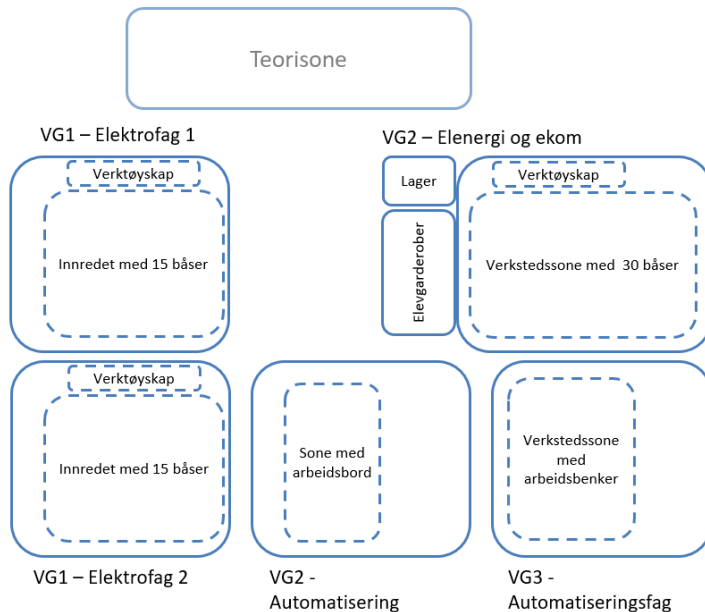 Teorisone
VG1 – Elektrofag 1
Verktøyskap
Innredet med 15 båser
VG2 – Elenergi og ekom
Lager
Elevgarderober
Verktøyskap
Verkstedssone med 30 båser
Verktøyskap
Innredet med 15 båser
VG1 – Elektrofag 2
Sone med
arbeidsbord
VG2 -
Automatisering
Verkstedssone
med
arbeidsbenker
VG3 -
Automatiseringsfag